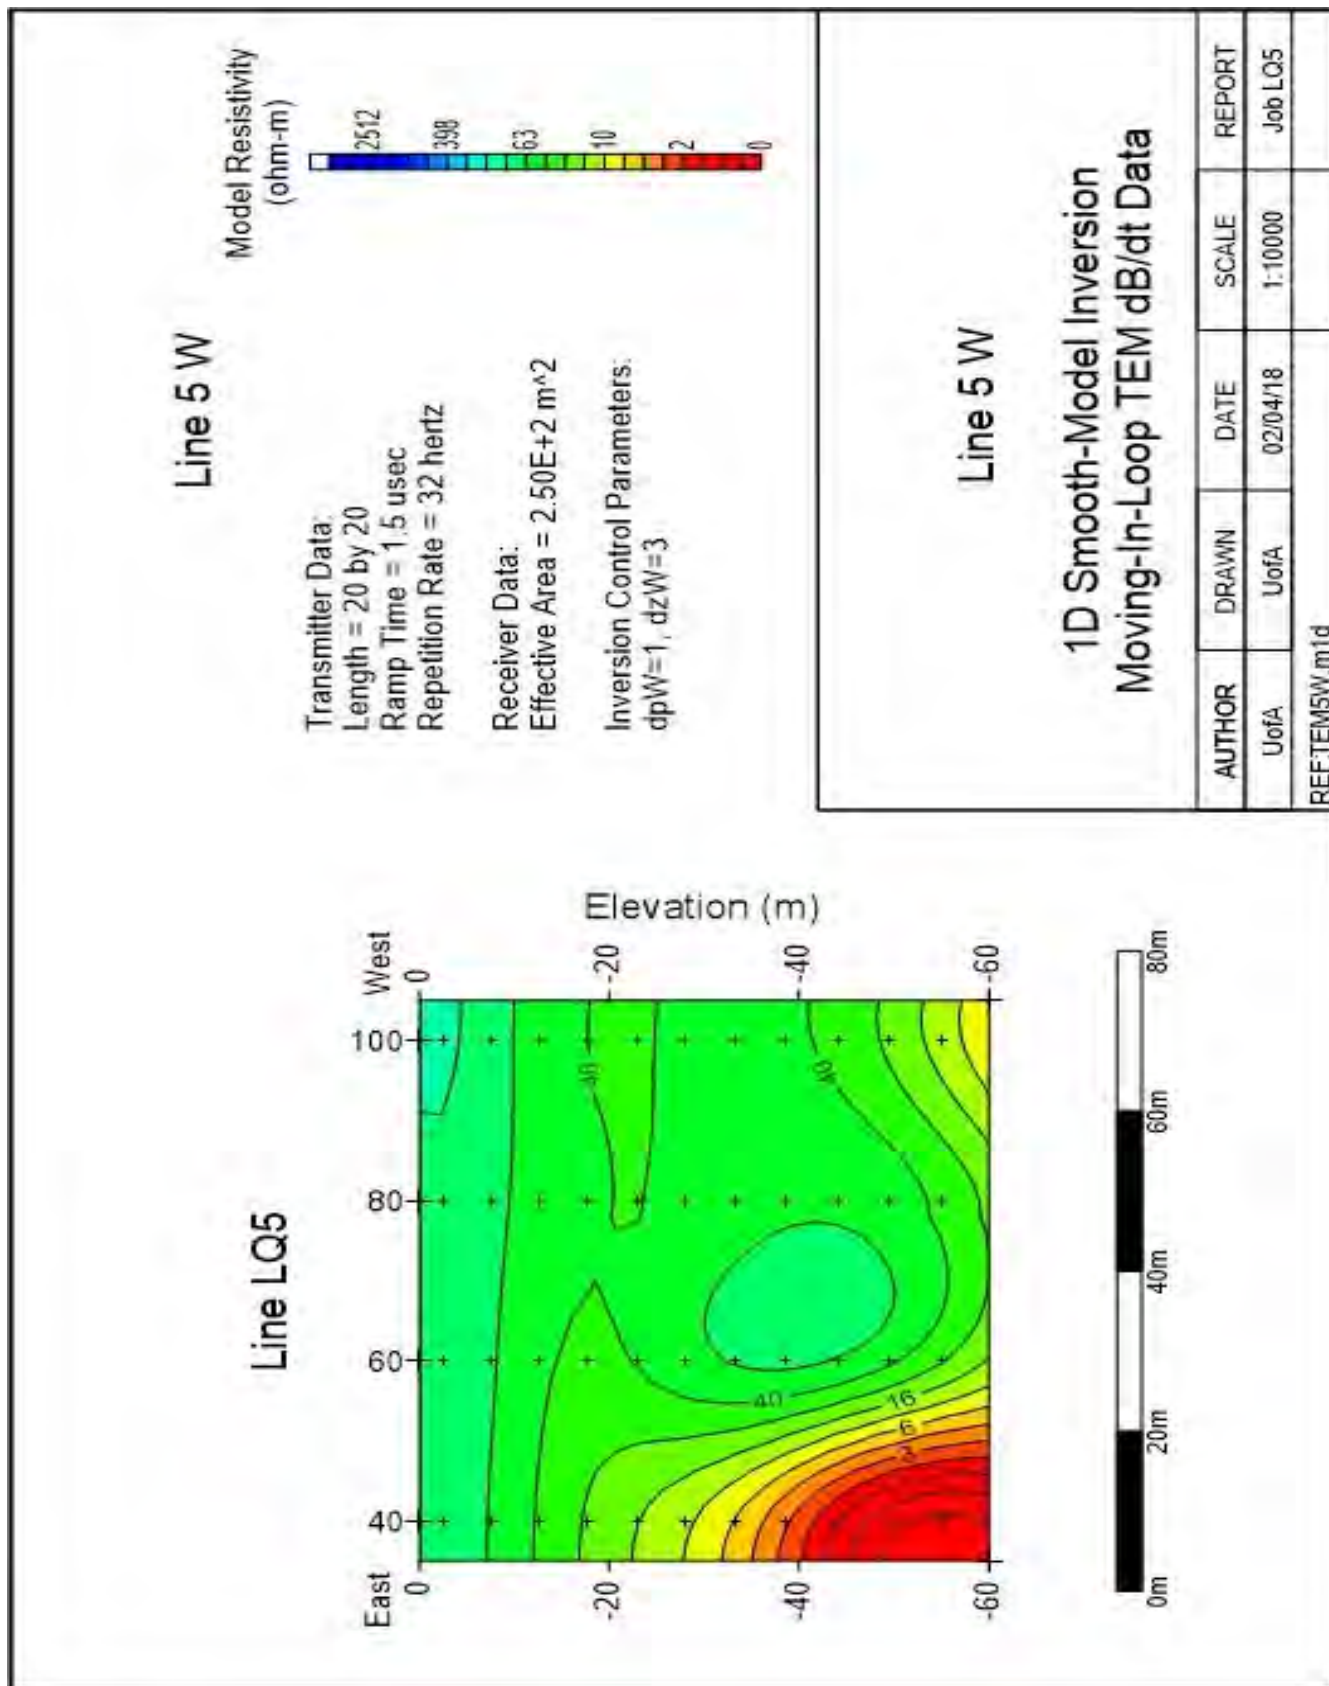 Line 5 W
Transmitter Data:
Length = 20 by 20
Ramp Time = 1.5 usec
Repetition Rate = 32 hertz
Receiver Data:
Effective Area = 2.50E+2 m^2
Inversion Control Parameters:
dpW=1, dzW=3
Model Resistivity
(ohm-m)
2512
398
63
10
2
0
Line LQ5
East
40
60
80
100
West
0
-20
-40
-60
0
-20
-40
-60
Elevation (m)
40
40
40
16
6
3
0m
20m
40m
60m
80m
Line 5 W
1D Smooth-Model Inversion
Moving-In-Loop TEM dB/dt Data
AUTHOR DRAWN DATE SCALE REPORT
UofA UofA 02/04/18 1:10000 Job LQ5
REF:TEM5W.m1d